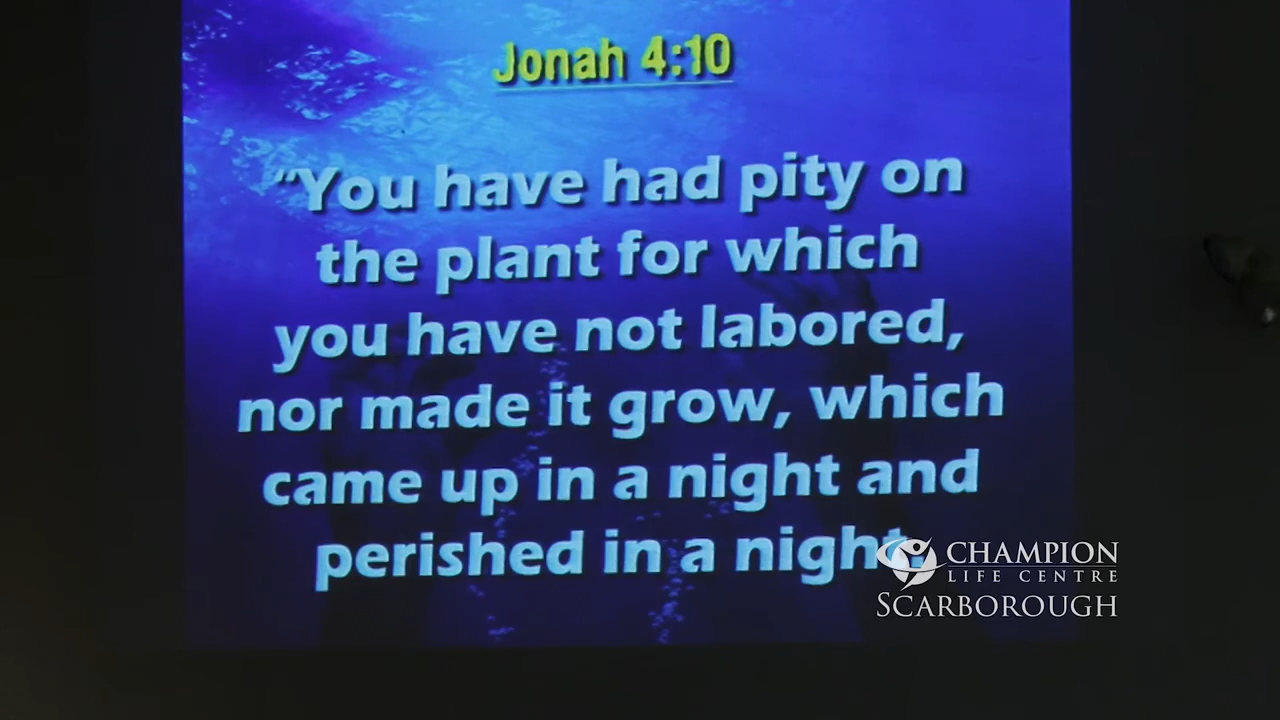 Jonah 4:10
“You have had pity on
the plant for which
you have not labored,
nor made it grow, which
came up in a night and
perished in a night
CHAMPION
LIFE CENTRE
SCARBOROUGH